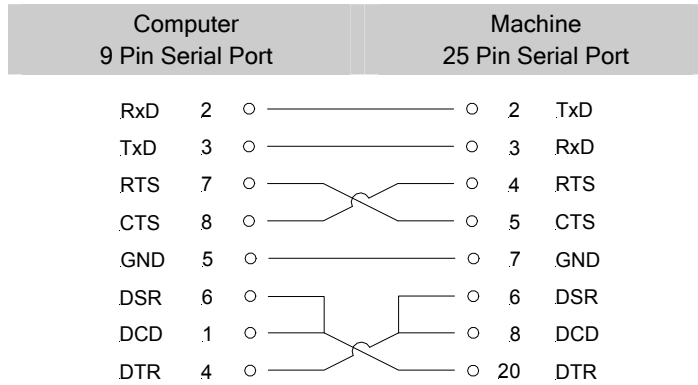 Computer Machine
9 Pin Serial Port 25 Pin Serial Port
RxD 2 2 TxD
TxD 3 3 RxD
RTS 7 4 RTS
CTS 8 5 CTS
GND 5 7 GND
DSR 6 6 DSR
DCD 1 8 DCD
DTR 4 20 DTR